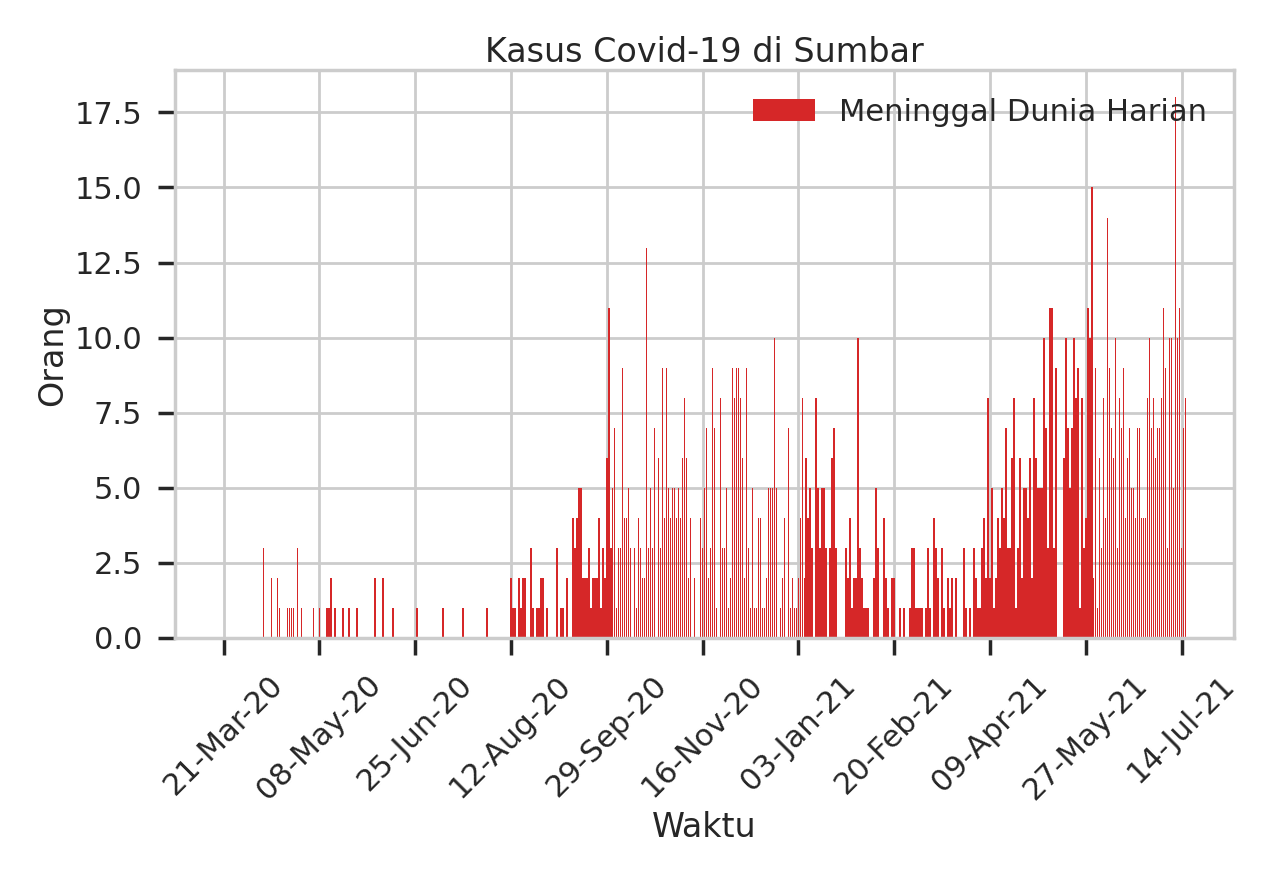 Kasus Covid-19 di Sumbar
Meninggal Dunia Harian
Orang
17.5
15.0
12.5
10.0
7.5
5.0
2.5
0.0
21-Mar-20
08-May-20
25-Jun-20
12-Aug-20
29-Sep-20
16-Nov-20
03-Jan-21
20-Feb-21
09-Apr-21
27-May-21
14-Jul-21
Waktu